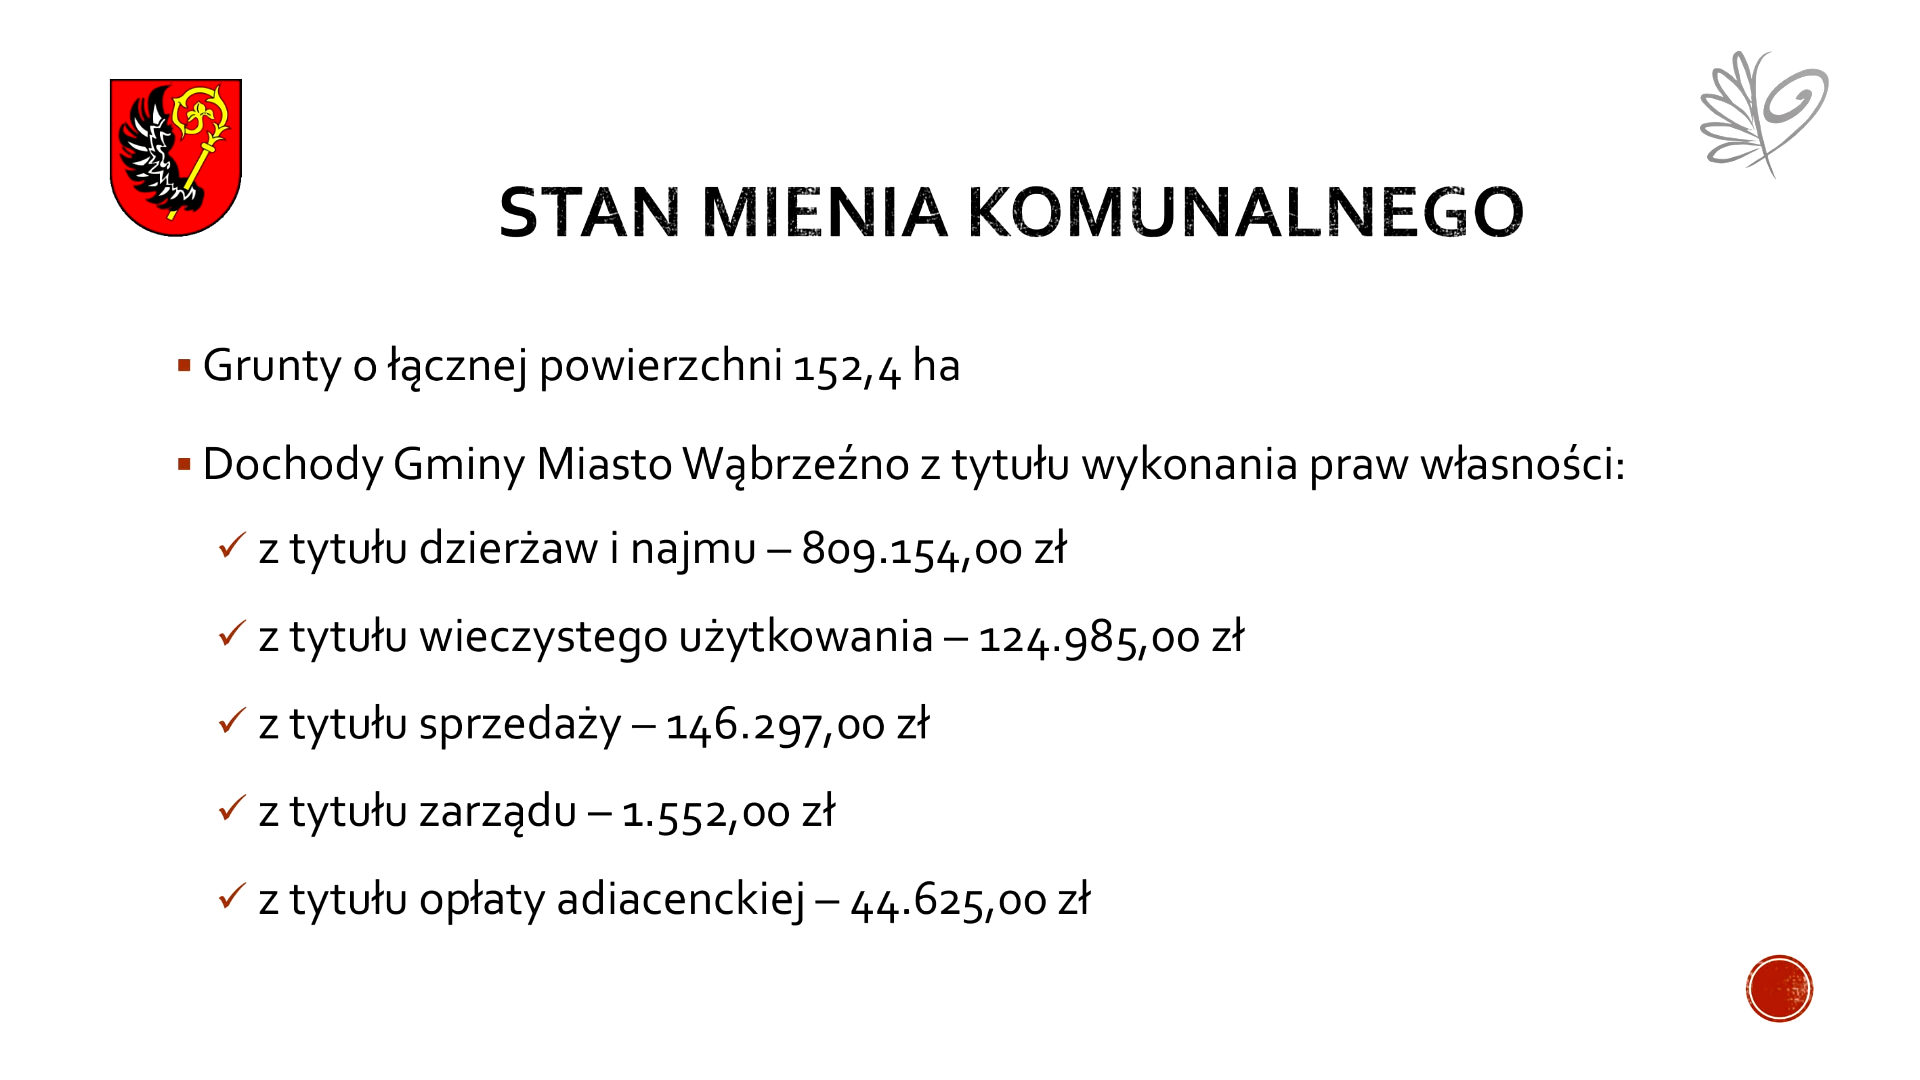 STAN MIENIA KOMUNALNEGO
▪ Grunty o łącznej powierzchni 152,4 ha
▪ Dochody Gminy Miasto Wąbrzeźno z tytułu wykonania praw własności:
✓ z tytułu dzierżaw i najmu – 809.154,00 zł
✓ z tytułu wieczystego użytkowania – 124.985,00 zł
✓ z tytułu sprzedaży – 146.297,00 zł
✓ z tytułu zarządu – 1.552,00 zł
✓ z tytułu opłaty adiacenckiej – 44.625,00 zł